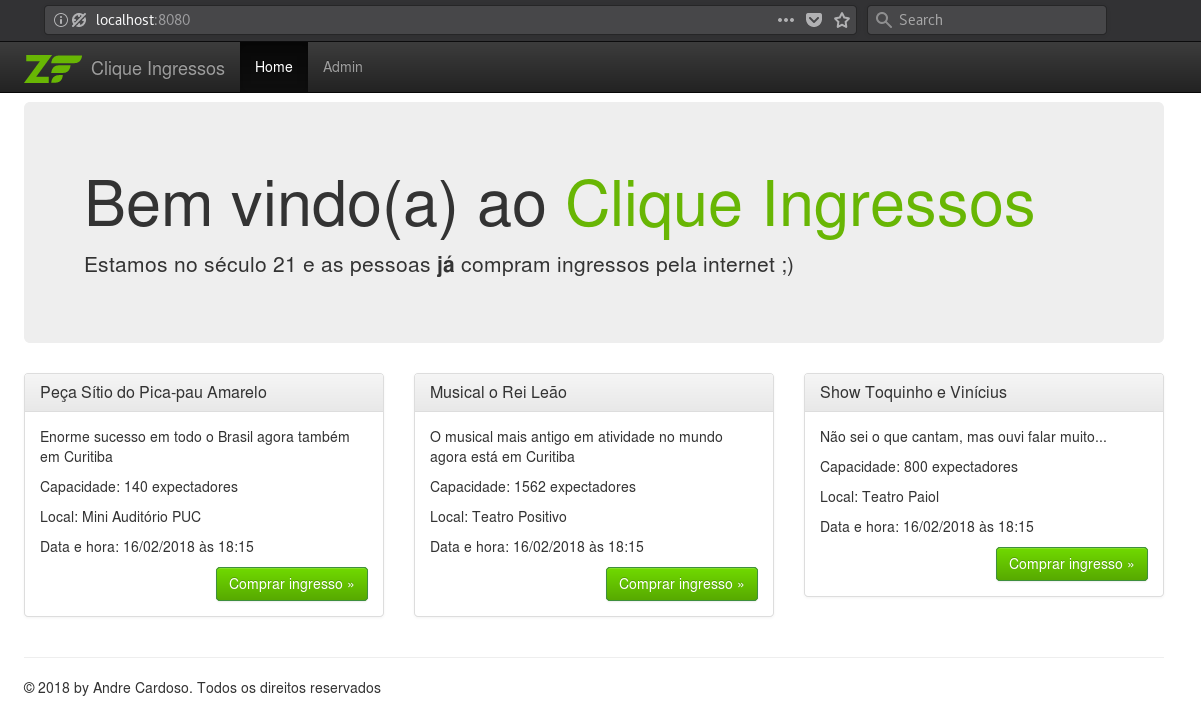 localhost:8080
Search
ZF Clique Ingressos
Home
Admin
Bem vindo(a) ao Clique Ingressos
Estamos no século 21 e as pessoas já compram ingressos pela internet ;)
Peça Sítio do Pica-pau Amarelo
Enorme sucesso em todo o Brasil agora também
em Curitiba
Capacidade: 140 expectadores
Local: Mini Auditório PUC
Data e hora: 16/02/2018 às 18:15
Comprar ingresso »
Musical o Rei Leão
O musical mais antigo em atividade no mundo
agora está em Curitiba
Capacidade: 1562 expectadores
Local: Teatro Positivo
Data e hora: 16/02/2018 às 18:15
Comprar ingresso »
Show Toquinho e Vinícius
Não sei o que cantam, mas ouvi falar muito...
Capacidade: 800 expectadores
Local: Teatro Paiol
Data e hora: 16/02/2018 às 18:15
Comprar ingresso »
© 2018 by Andre Cardoso. Todos os direitos reservados